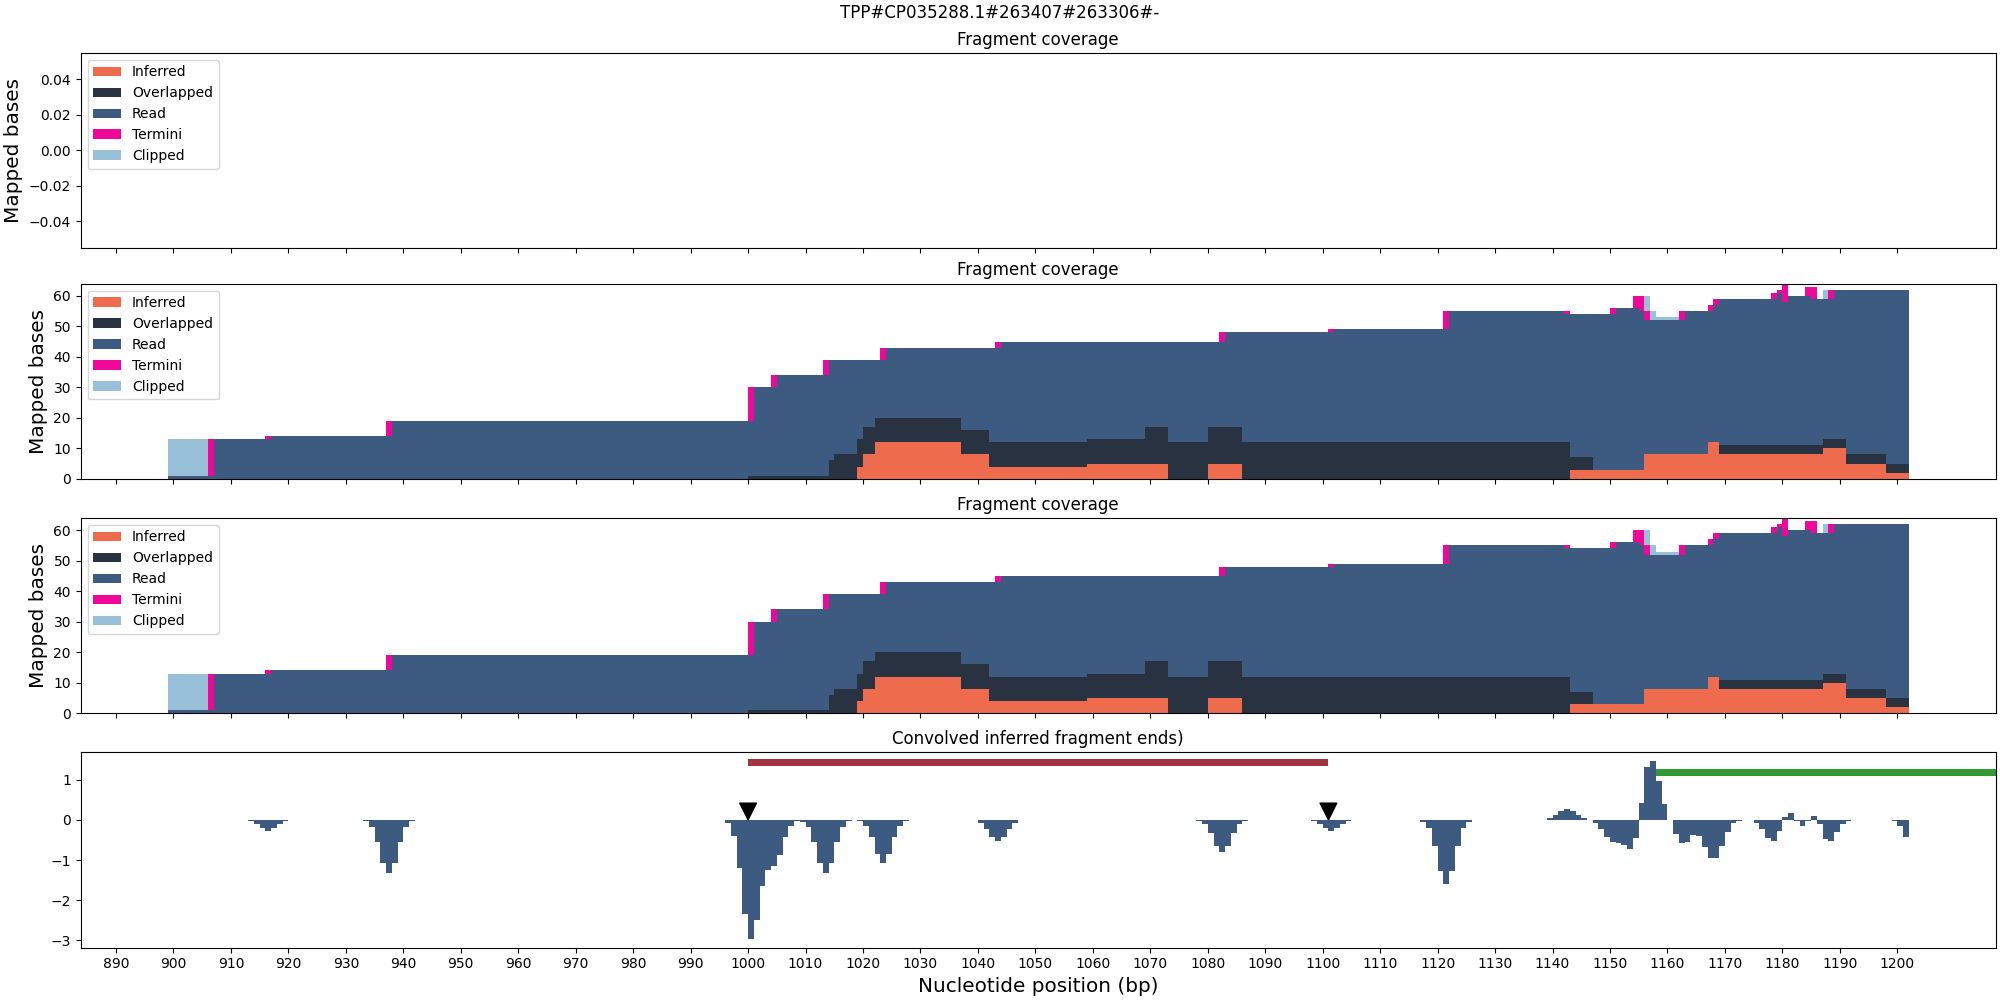 TPP#CP035288.1#263407#263306#-
Fragment coverage
Mapped bases
0.04
0.02
0.00
−0.02
−0.04
Inferred
Overlapped
Read
Termini
Clipped
Fragment coverage
Mapped bases
60
50
40
30
20
10
0
Inferred
Overlapped
Read
Termini
Clipped
Fragment coverage
Mapped bases
60
50
40
30
20
10
0
Inferred
Overlapped
Read
Termini
Clipped
Convolved inferred fragment ends)
1
0
−1
−2
−3
890 900 910 920 930 940 950 960 970 980 990 1000 1010 1020 1030 1040 1050 1060 1070 1080 1090 1100 1110 1120 1130 1140 1150 1160 1170 1180 1190 1200
Nucleotide position (bp)